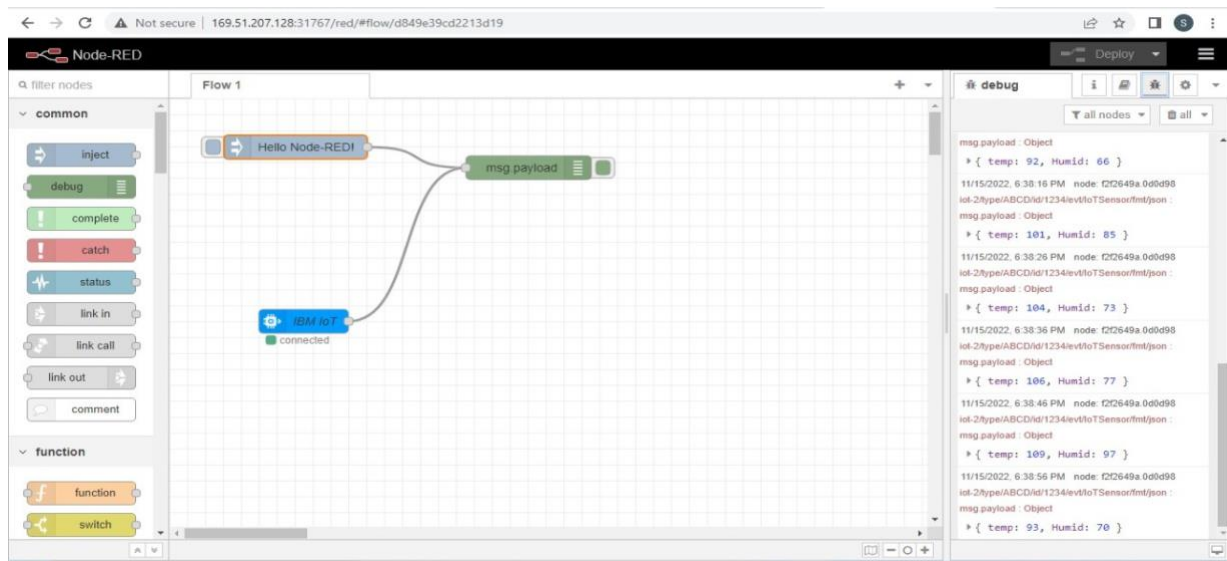 Not secure | 169.51.207.128:31767/red/#flow/d849e39cd2213d19
S
Node-RED
Deploy
filter nodes
common
inject
debug
complete
catch
status
link in
link call
link out
comment
function
function
switch
Flow 1
Hello Node-RED!
msg.payload
IBM IoT
connected
debug
all nodes
all
msg.payload : Object
{ temp: 92, Humid: 66 }
11/15/2022, 6:38:16 PM node: f2f2649a.0d0d98
iot-2/type/ABCD/id/1234/evt/IoTSensor/fmt/json :
msg.payload : Object
{ temp: 101, Humid: 85 }
11/15/2022, 6:38:26 PM node: f2f2649a.0d0d98
iot-2/type/ABCD/id/1234/evt/IoTSensor/fmt/json :
msg.payload : Object
{ temp: 104, Humid: 73 }
11/15/2022, 6:38:36 PM node: f2f2649a.0d0d98
iot-2/type/ABCD/id/1234/evt/IoTSensor/fmt/json :
msg.payload : Object
{ temp: 106, Humid: 77 }
11/15/2022, 6:38:46 PM node: f2f2649a.0d0d98
iot-2/type/ABCD/id/1234/evt/IoTSensor/fmt/json :
msg.payload : Object
{ temp: 109, Humid: 97 }
11/15/2022, 6:38:56 PM node: f2f2649a.0d0d98
iot-2/type/ABCD/id/1234/evt/IoTSensor/fmt/json :
msg.payload : Object
{ temp: 93, Humid: 70 }